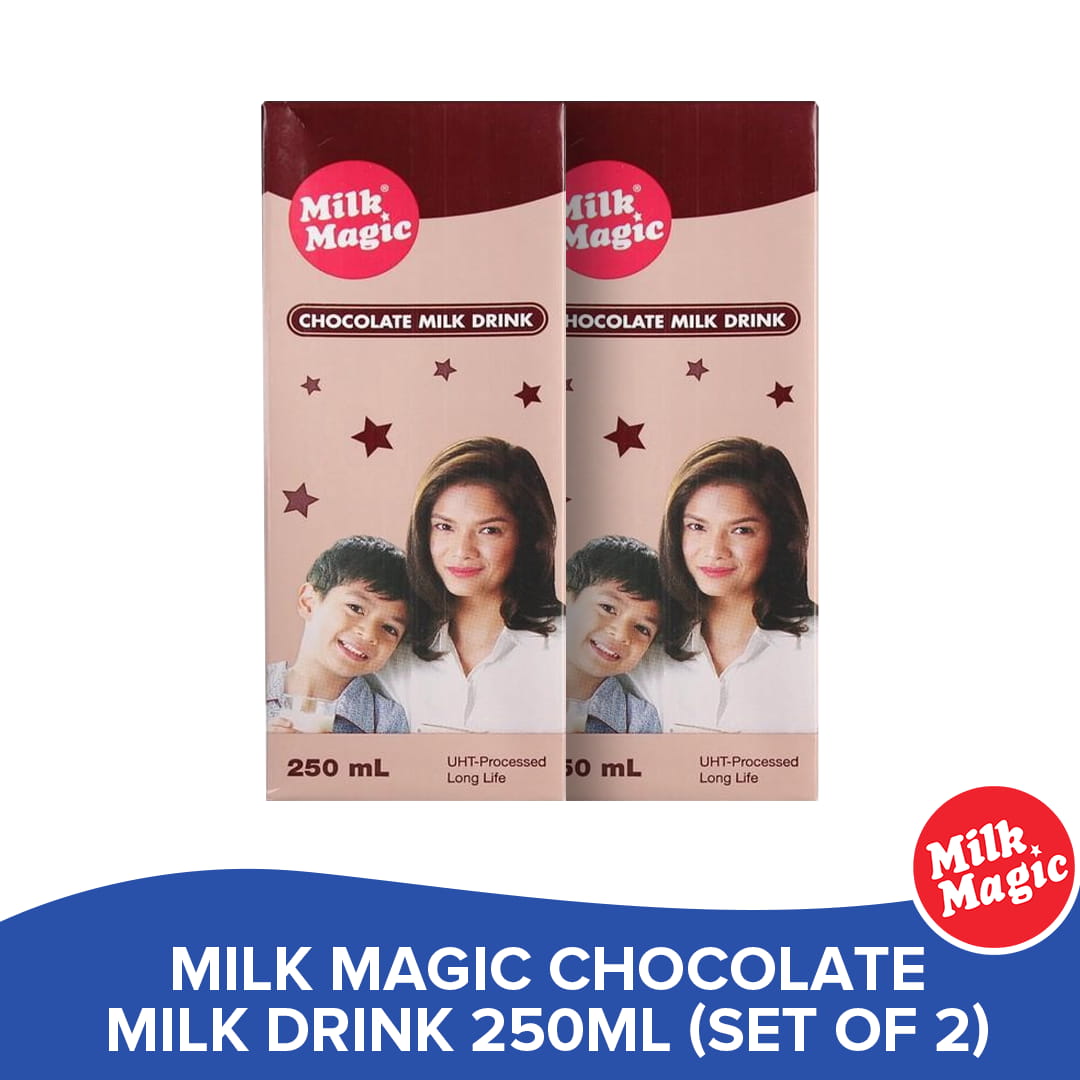 Milk®
Magic
Milk®
Magic
CHOCOLATE MILK DRINK
HOCOLATE MILK DRINK
250 mL
UHT-Processed
Long Life
50 mL
UHT-Processed
Long Life
Milk
Magic
MILK MAGIC CHOCOLATE
MILK DRINK 250ML (SET OF 2)